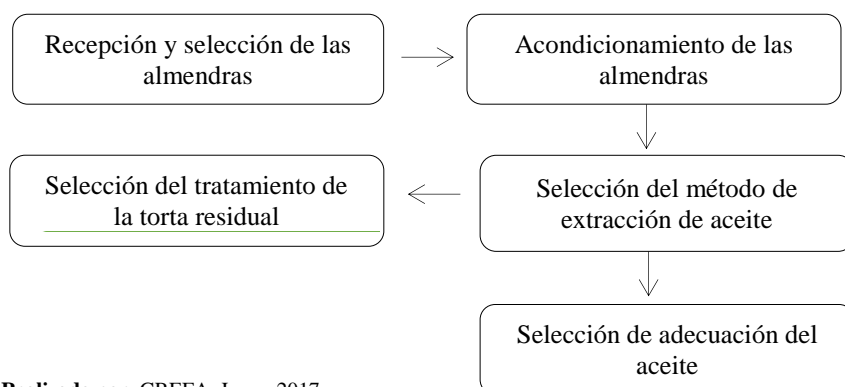 Recepción y selección de las
almendras
Acondicionamiento de las
almendras
Selección del método de
extracción de aceite
Selección del tratamiento de
la torta residual
Selección de adecuación del
aceite
2017